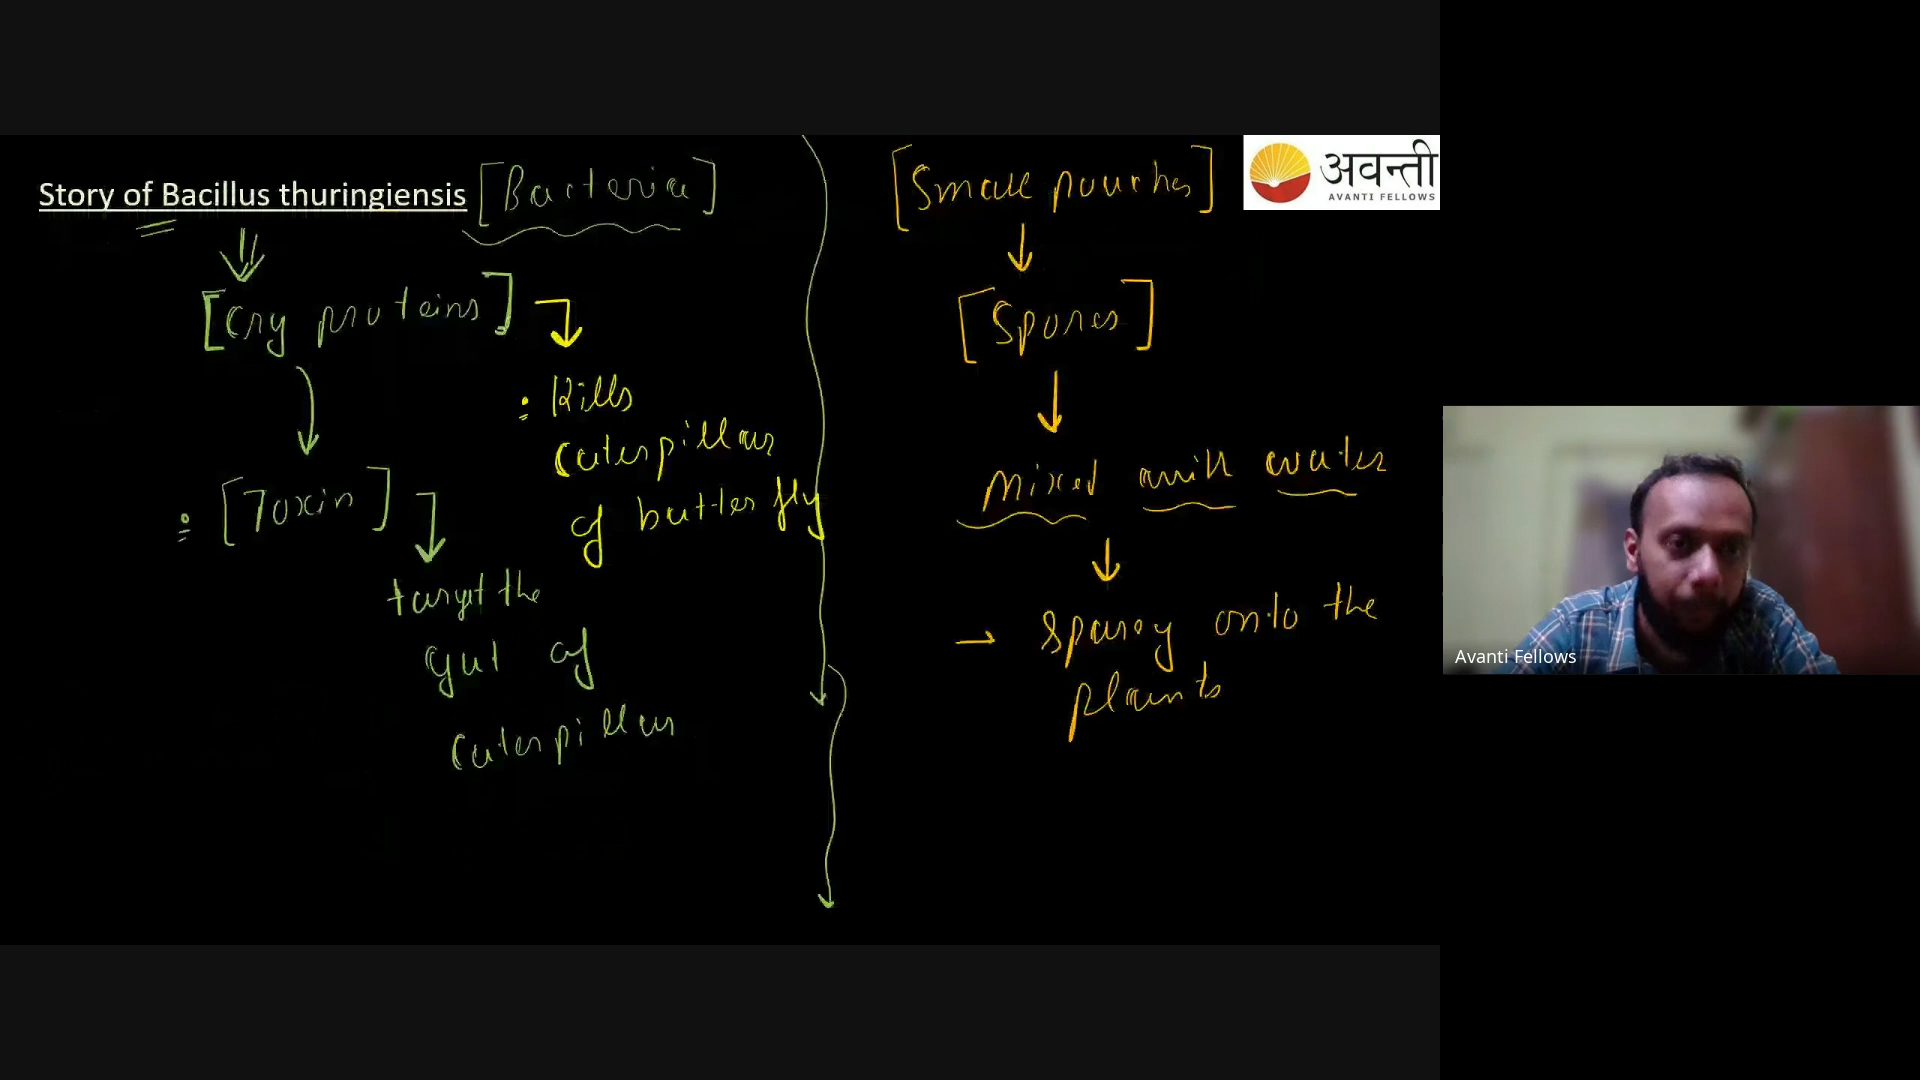 Story of Bacillus thuringiensis [Bacteria]
[Cry proteins]
: Kills
caterpillar
of butterfly
: [Toxin]
target the
gut of
caterpillar
[Small pouches]
[Spores]
Mixed with water
→ Sparay onto the
plants
अवन्ती
AVANTI FELLOWS
Avanti Fellows